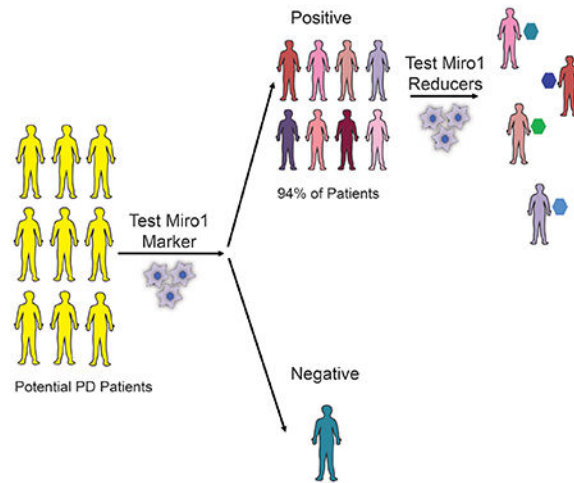 Positive
Test Miro1
Reducers
94% of Patients
Test Miro1
Marker
Potential PD Patients
Negative